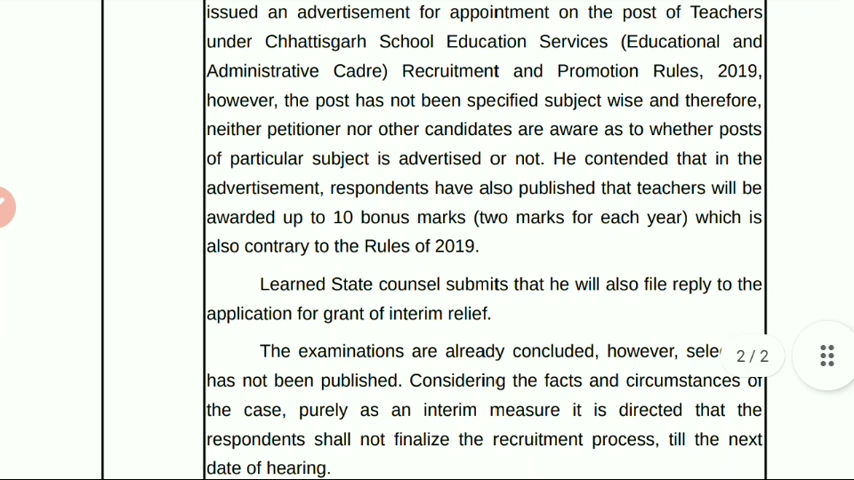 issued an advertisement for appointment on the post of Teachers
under Chhattisgarh School Education Services (Educational and
Administrative Cadre) Recruitment and Promotion Rules, 2019,
however, the post has not been specified subject wise and therefore,
neither petitioner nor other candidates are aware as to whether posts
of particular subject is advertised or not. He contended that in the
advertisement, respondents have also published that teachers will be
awarded up to 10 bonus marks (two marks for each year) which is
also contrary to the Rules of 2019.
Learned State counsel submits that he will also file reply to the
application for grant of interim relief.
The examinations are already concluded, however,
2 / 2
has not been published. Considering the facts and circumstances of
the case, purely as an interim measure it is directed that the
respondents shall not finalize the recruitment process, till the next
date of hearing.